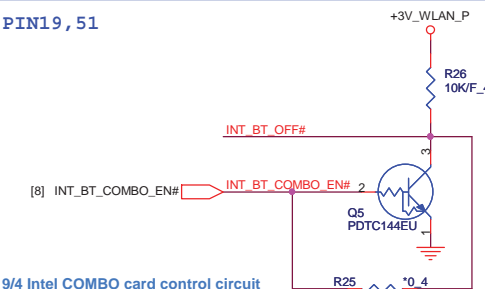 PIN19,51
+3V_WLAN_P
R26
10K/F_4
INT_BT_OFF#
3
[8] INT_BT_COMBO_EN#
INT_BT_COMBO_EN#
2
Q5
PDTC144EU
1
9/4 Intel COMBO card control circuit
R25
*0_4